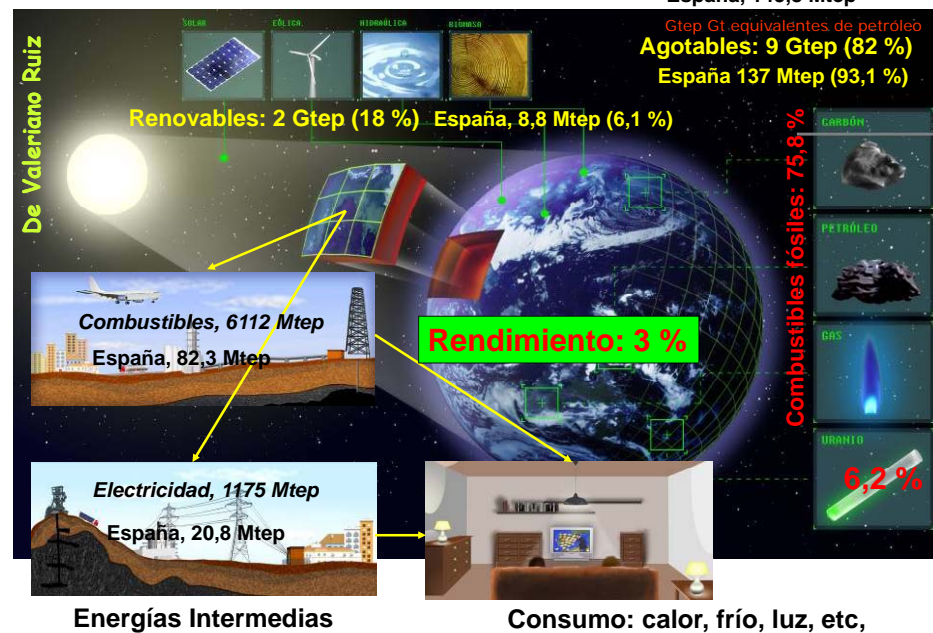 Gtep Gt equivalentes de petróleo
SOLAR
EÓLICA
HIDRAÚLICA
BIOMASA
Agotables: 9 Gtep (82 %)
España 137 Mtep (93,1 %)
Renovables: 2 Gtep (18 %) España, 8,8 Mtep (6,1 %)
De Valeriano Ruiz
CARBÓN
PETRÓLEO
GAS
URANIO
6,2 %
Combustibles fósiles: 75,8 %
Combustibles, 6112 Mtep
España, 82,3 Mtep
Rendimiento: 3 %
Electricidad, 1175 Mtep
España, 20,8 Mtep
Energías Intermedias
Consumo: calor, frío, luz, etc,